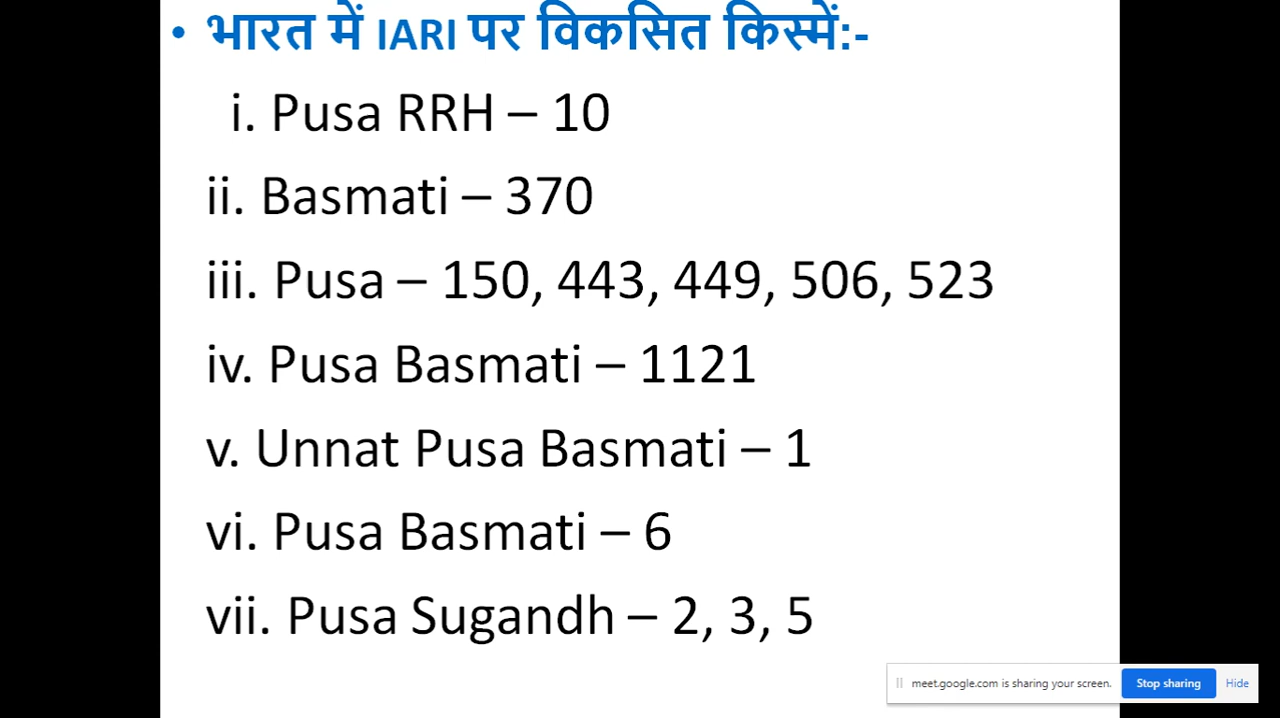 • भारत में IARI पर विकसित किस्में:-
i. Pusa RRH – 10
ii. Basmati – 370
iii. Pusa – 150, 443, 449, 506, 523
iv. Pusa Basmati – 1121
v. Unnat Pusa Basmati – 1
vi. Pusa Basmati – 6
vii. Pusa Sugandh – 2, 3, 5
meet.google.com is sharing your screen. Stop sharing Hide